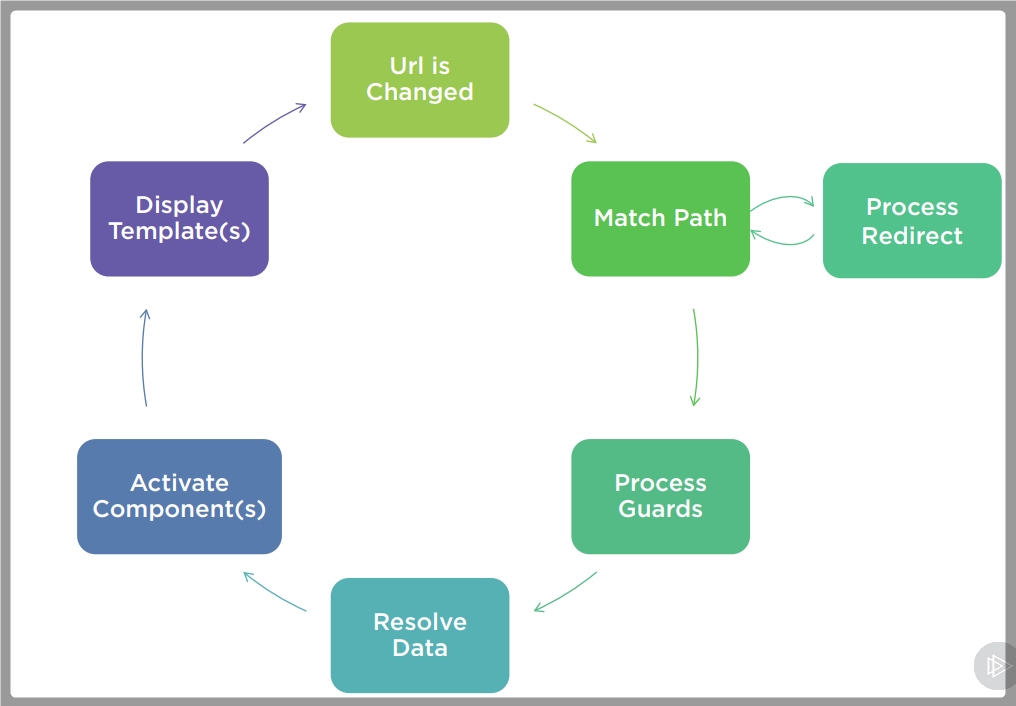 Url is
Changed
Match Path
Process
Redirect
Process
Guards
Resolve
Data
Activate
Component(s)
Display
Template(s)